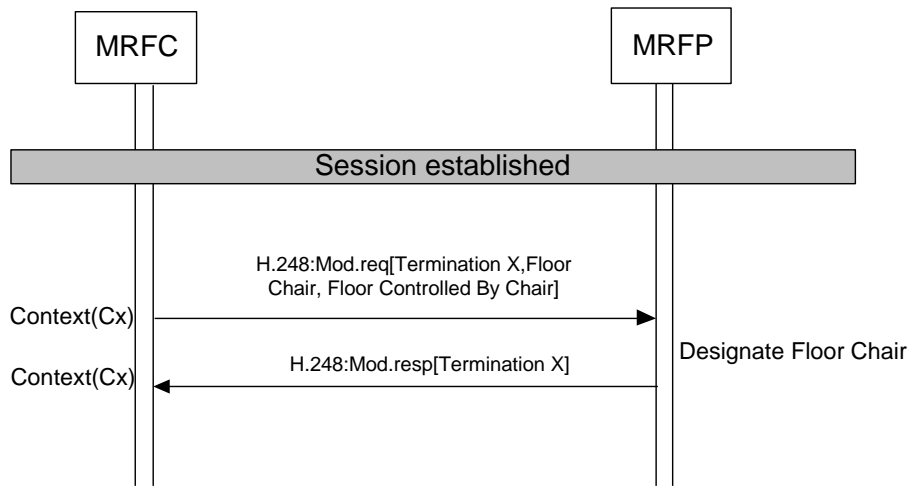 MRFC
MRFP
Session established
H.248:Mod.req[Termination X,Floor
Chair, Floor Controlled By Chair]
Context(Cx)
Designate Floor Chair
H.248:Mod.resp[Termination X]
Context(Cx)